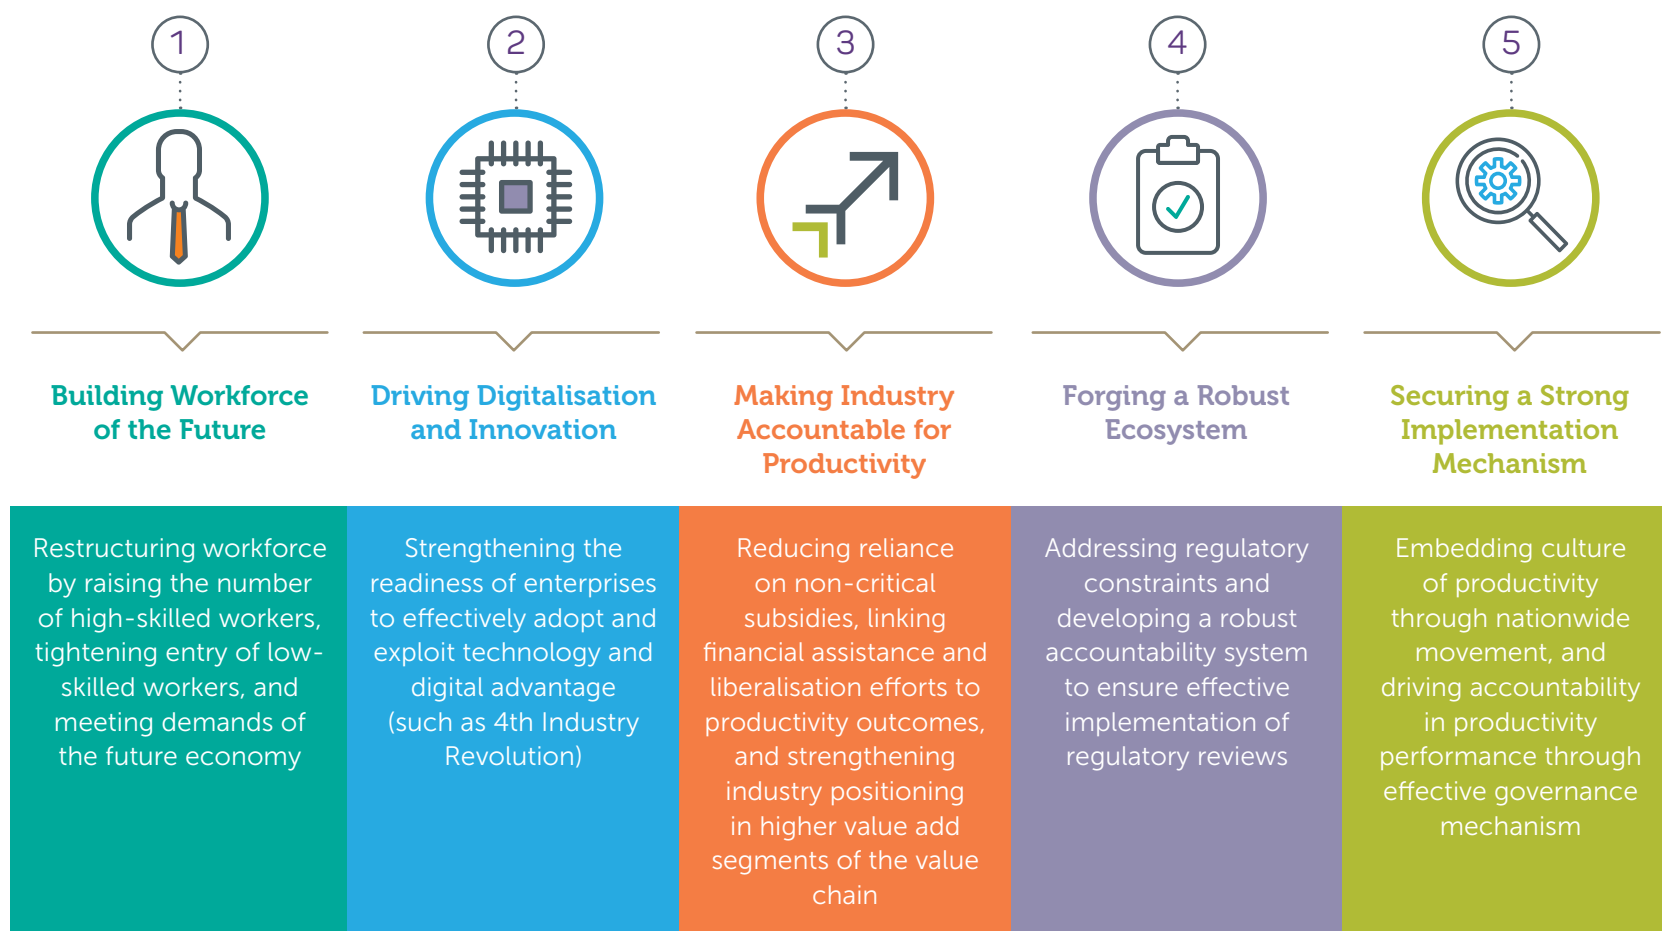 1
Building Workforce
of the Future
Restructuring workforce
by raising the number
of high-skilled workers,
tightening entry of low-
skilled workers, and
meeting demands of
the future economy
2
Driving Digitalisation
and Innovation
Strengthening the
readiness of enterprises
to effectively adopt and
exploit technology and
digital advantage
(such as 4th Industry
Revolution)
3
Making Industry
Accountable for
Productivity
Reducing reliance
on non-critical
subsidies, linking
financial assistance and
liberalisation efforts to
productivity outcomes,
and strengthening
industry positioning
in higher value add
segments of the value
chain
4
Forging a Robust
Ecosystem
Addressing regulatory
constraints and
developing a robust
accountability system
to ensure effective
implementation of
regulatory reviews
5
Securing a Strong
Implementation
Mechanism
Embedding culture
of productivity
through nationwide
movement, and
driving accountability
in productivity
performance through
effective governance
mechanism